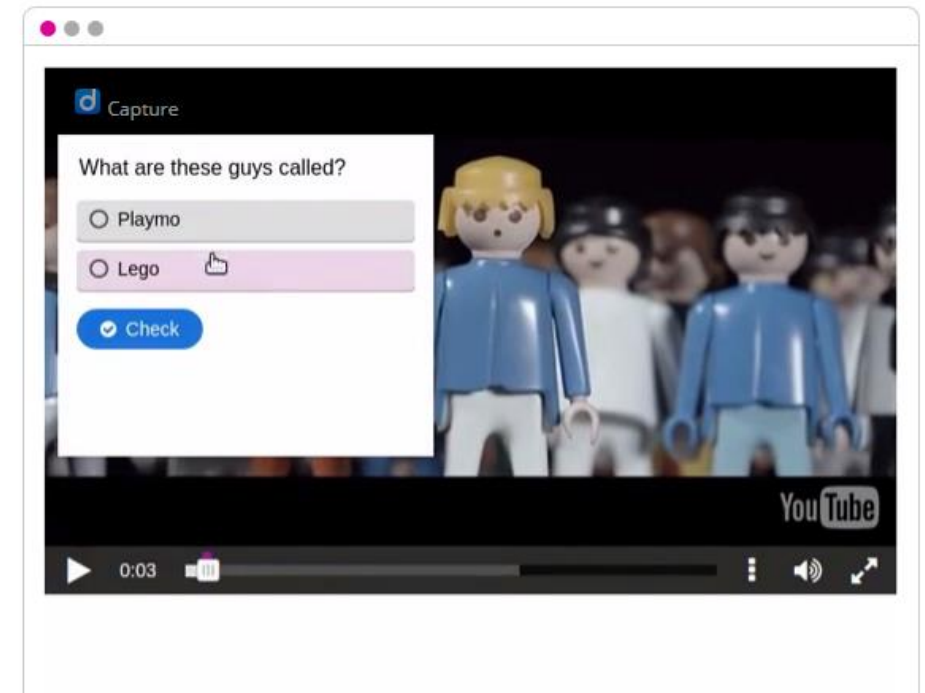 d Capture
What are these guys called?
Playmo
Lego
Check
YouTube
0:03